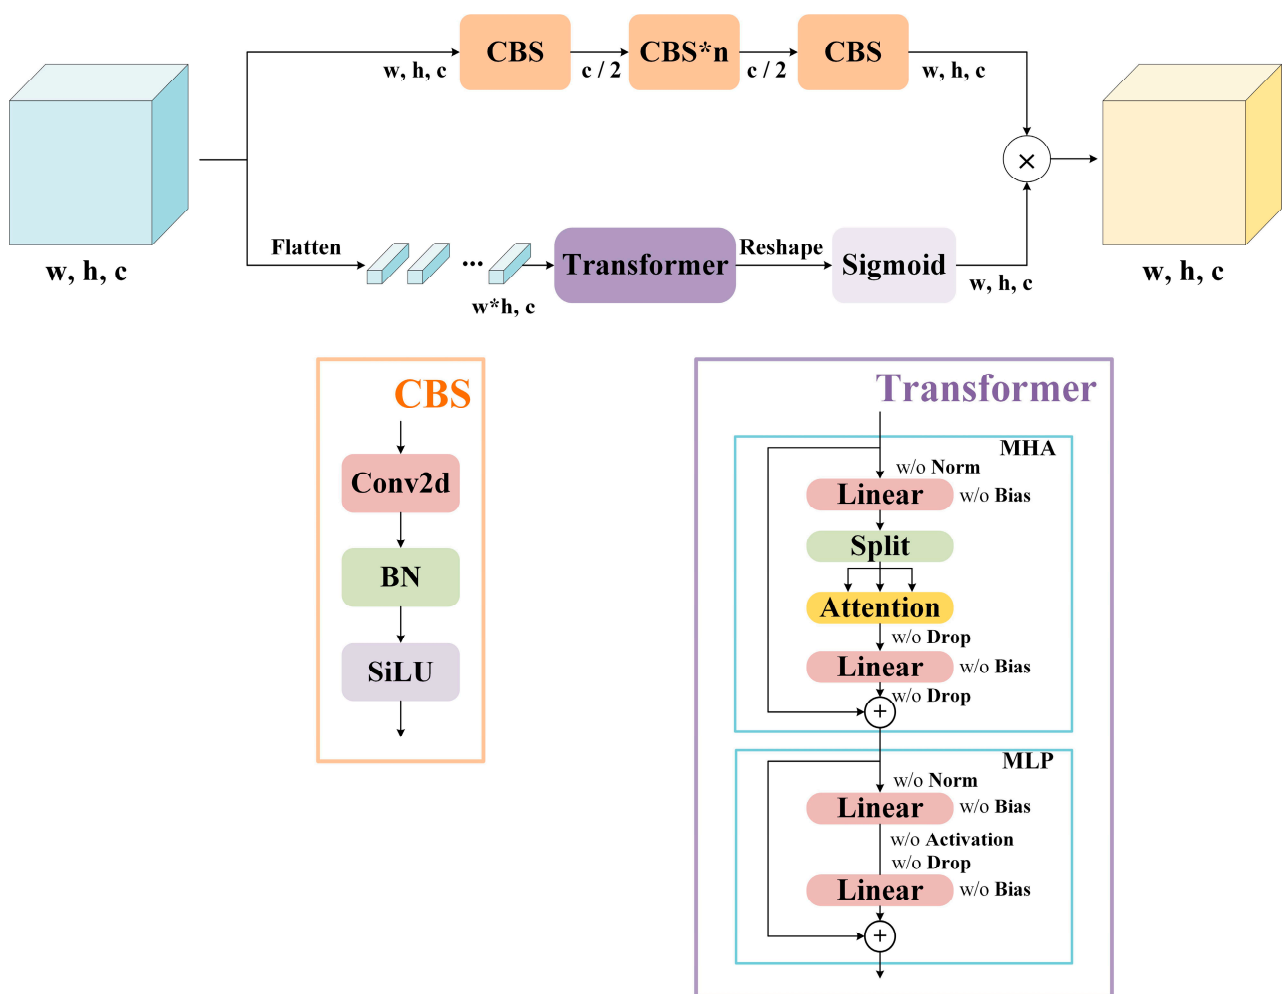 CBS
CBS*n
CBS
w, h, c
c / 2
c / 2
w, h, c
×
w, h, c
Flatten
...
w*h, c
Transformer
Reshape
Sigmoid
w, h, c
w, h, c
CBS
Conv2d
BN
SiLU
Transformer
MHA
w/o Norm
Linear
w/o Bias
Split
Attention
w/o Drop
Linear
w/o Bias
w/o Drop
+
MLP
w/o Norm
Linear
w/o Bias
w/o Activation
w/o Drop
Linear
w/o Bias
+